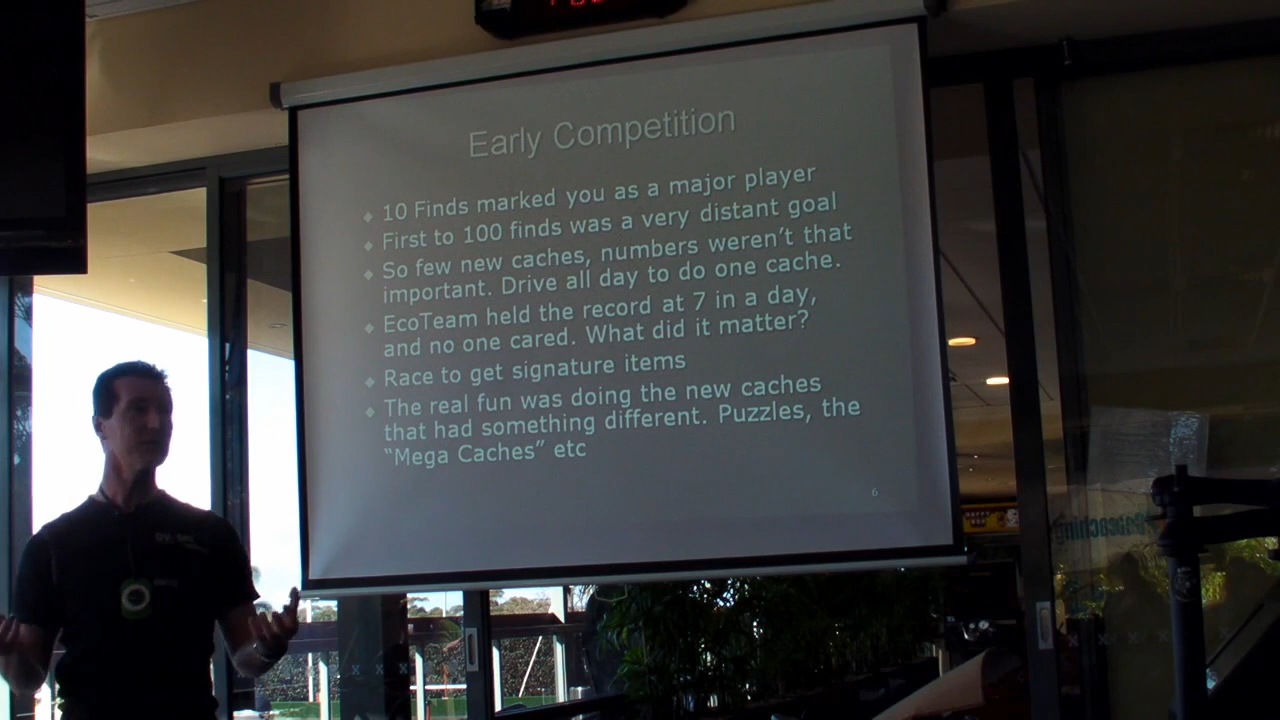 Early Competition
10 Finds marked you as a major player
First to 100 finds was a very distant goal
So few new caches, numbers weren't that
important. Drive all day to do one cache.
EcoTeam held the record at 7 in a day,
and no one cared. What did it matter?
Race to get signature items
The real fun was doing the new caches
that had something different. Puzzles, the
“Mega Caches” etc
6
Geocaching